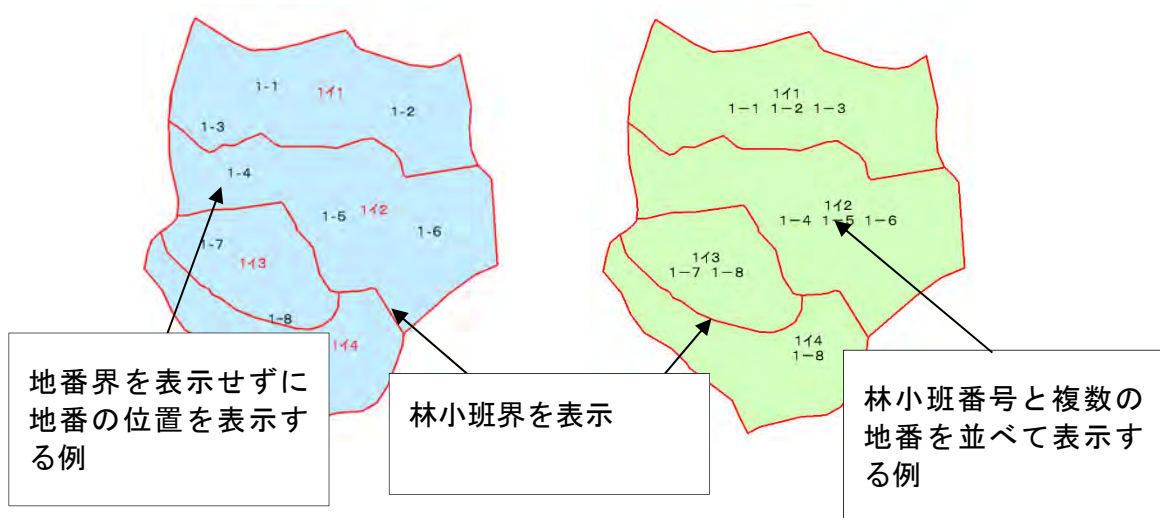 1-1
1イ1
1-2
1-3
1-4
1-5
1イ2
1-6
1-7
1イ3
1-8
1イ4
1イ1
1－1 1－2 1－3
1イ2
1－4 1－5 1－6
1イ3
1－7 1－8
1イ4
1－8
地番界を表示せずに
地番の位置を表示す
る例
林小班界を表示
林小班番号と複数の
地番を並べて表示す
る例